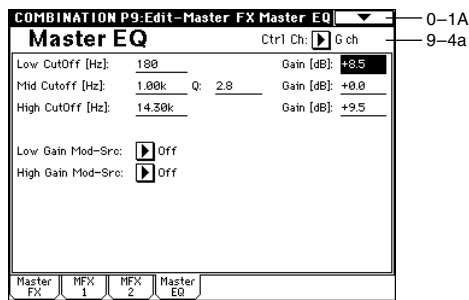 COMBINATION P9:Edit-Master FX Master EQ 0–1A
Master EQ Ctrl Ch: G ch 9–4a
Low CutOff [Hz]: 180 Gain [dB]: +8.5
Mid Cutoff [Hz]: 1.00k Q: 2.8 Gain [dB]: +0.0
High CutOff [Hz]: 14.30k Gain [dB]: +9.5
Low Gain Mod-Src: Off
High Gain Mod-Src: Off
Master FX MFX 1 MFX 2 Master EQ